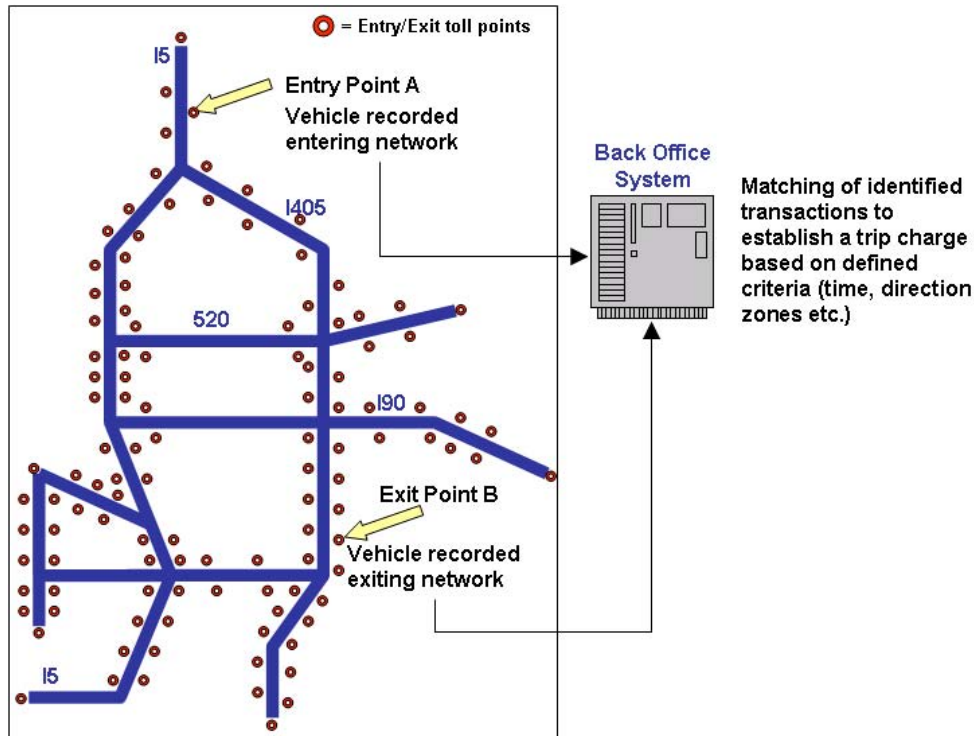 = Entry/Exit toll points
I5
Entry Point A
Vehicle recorded
entering network
Back Office
System
Matching of identified
transactions to
establish a trip charge
based on defined
criteria (time, direction
zones etc.)
I405
520
I90
Exit Point B
Vehicle recorded
exiting network
I5